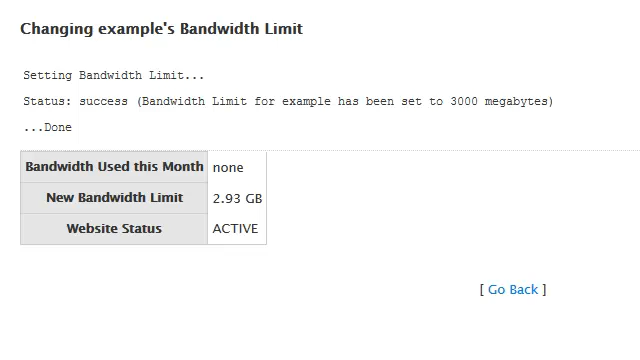 Changing example's Bandwidth Limit
Setting Bandwidth Limit...
Status: success (Bandwidth Limit for example has been set to 3000 megabytes)
...Done
Bandwidth Used this Month none
New Bandwidth Limit 2.93 GB
Website Status ACTIVE
[ Go Back ]